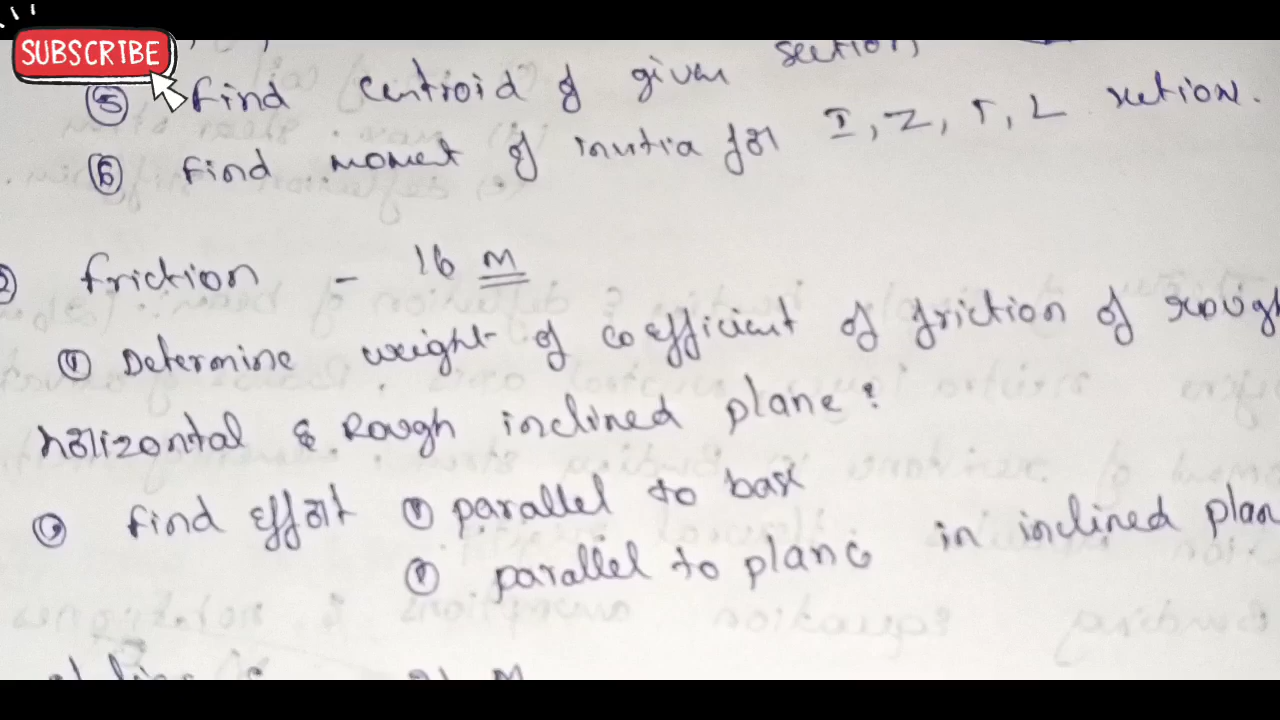 SUBSCRIBE
⑤ Find centroid of given section,
⑥ Find moment of inertia for I, Z, T, L section.
② friction - 16 M
① Determine weight of coefficient of friction of rough
horizontal & Rough inclined plane?
Find effort ① parallel to base
parallel to plane in inclined plan